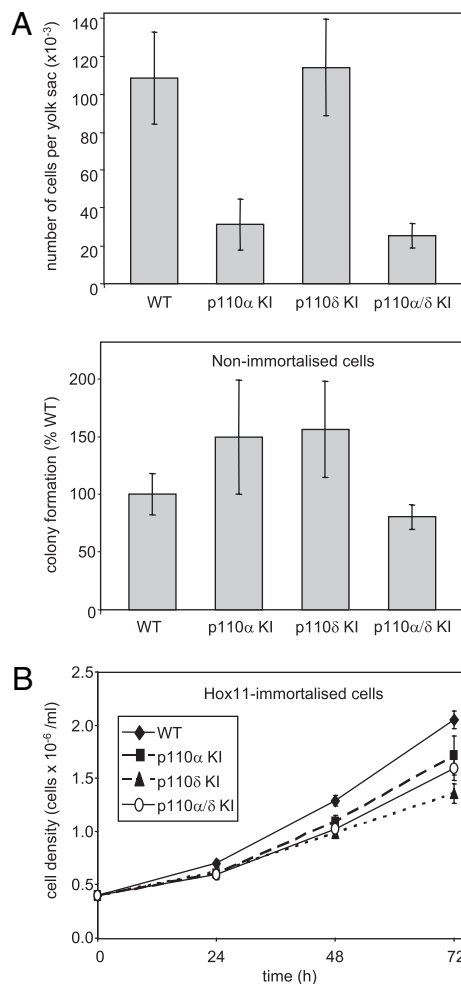 A
number of cells per yolk sac (x10-3)
140
120
100
80
60
40
20
0
WT
p110α KI
p110δ KI
p110α/δ KI
Non-immortalised cells
colony formation (% WT)
200
150
100
50
0
WT
p110α KI
p110δ KI
p110α/δ KI
B
Hox11-immortalised cells
cell density (cells x 10-6 /ml)
2.5
2.0
1.5
1.0
0.5
0.0
WT
p110α KI
p110δ KI
p110α/δ KI
0
24
48
72
time (h)